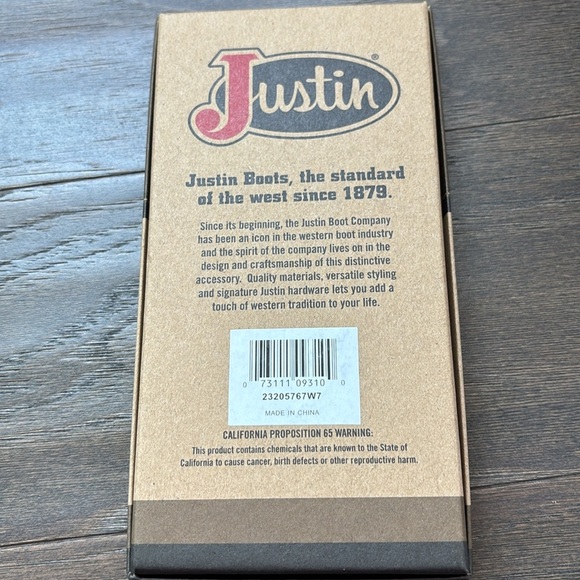 Justin®
Justin Boots, the standard
of the west since 1879.
Since its beginning, the Justin Boot Company
has been an icon in the western boot industry
and the spirit of the company lives on in the
design and craftsmanship of this distinctive
accessory. Quality materials, versatile styling
and signature Justin hardware lets you add a
touch of western tradition to your life.
0 73111 09310 0
23205767W7
MADE IN CHINA
CALIFORNIA PROPOSITION 65 WARNING:
This product contains chemicals that are known to the State of
California to cause cancer, birth defects or other reproductive harm.